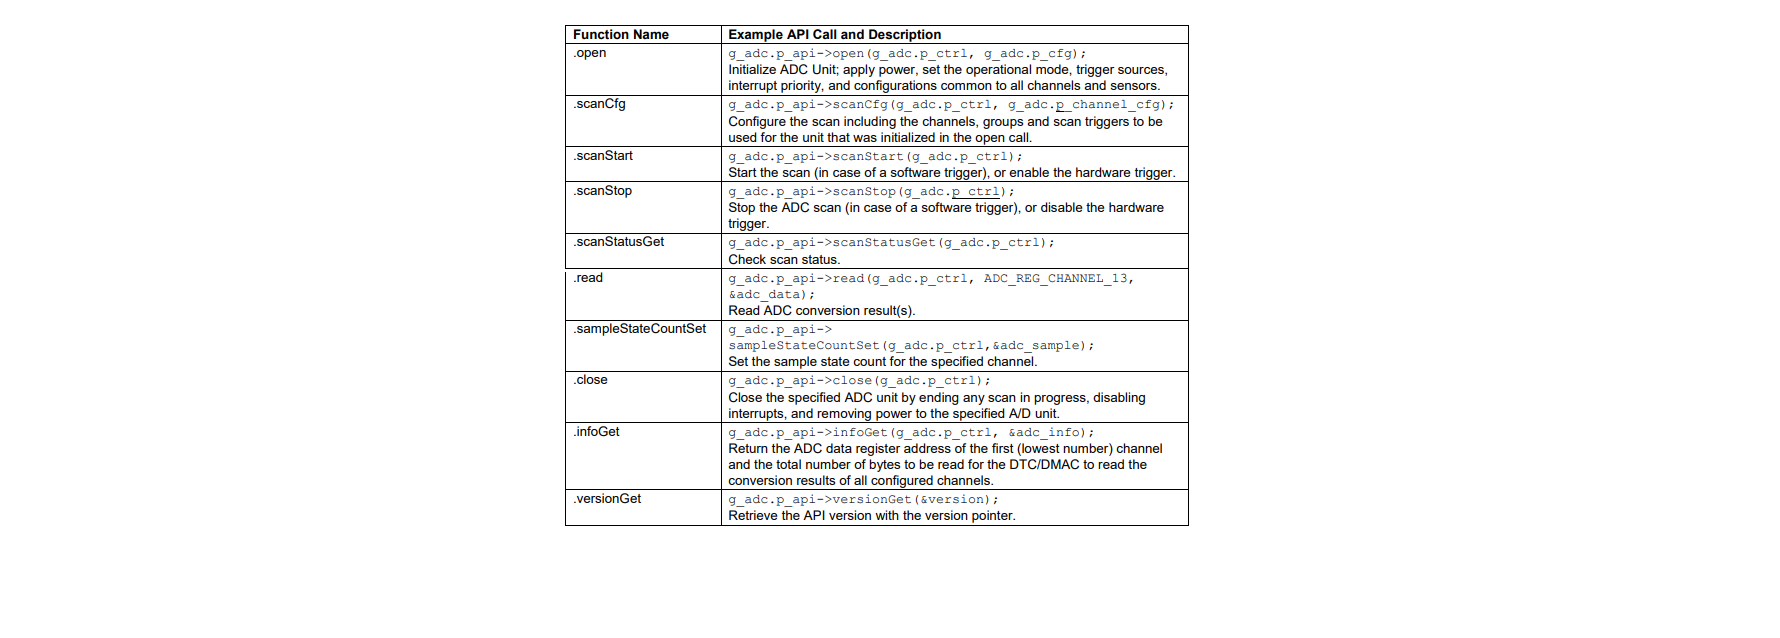 Function Name
Example API Call and Description
.open
g_adc.p_api->open(g_adc.p_ctrl, g_adc.p_cfg);
Initialize ADC Unit; apply power, set the operational mode, trigger sources,
interrupt priority, and configurations common to all channels and sensors.
.scanCfg
g_adc.p_api->scanCfg(g_adc.p_ctrl, g_adc.p_channel_cfg);
Configure the scan including the channels, groups and scan triggers to be
used for the unit that was initialized in the open call.
.scanStart
g_adc.p_api->scanStart(g_adc.p_ctrl);
Start the scan (in case of a software trigger), or enable the hardware trigger.
.scanStop
g_adc.p_api->scanStop(g_adc.p_ctrl);
Stop the ADC scan (in case of a software trigger), or disable the hardware
trigger.
.scanStatusGet
g_adc.p_api->scanStatusGet(g_adc.p_ctrl);
Check scan status.
.read
g_adc.p_api->read(g_adc.p_ctrl, ADC_REG_CHANNEL_13,
&adc_data);
Read ADC conversion result(s).
.sampleStateCountSet
g_adc.p_api->
sampleStateCountSet(g_adc.p_ctrl,&adc_sample);
Set the sample state count for the specified channel.
.close
g_adc.p_api->close(g_adc.p_ctrl);
Close the specified ADC unit by ending any scan in progress, disabling
interrupts, and removing power to the specified A/D unit.
.infoGet
g_adc.p_api->infoGet(g_adc.p_ctrl, &adc_info);
Return the ADC data register address of the first (lowest number) channel
and the total number of bytes to be read for the DTC/DMAC to read the
conversion results of all configured channels.
.versionGet
g_adc.p_api->versionGet(&version);
Retrieve the API version with the version pointer.